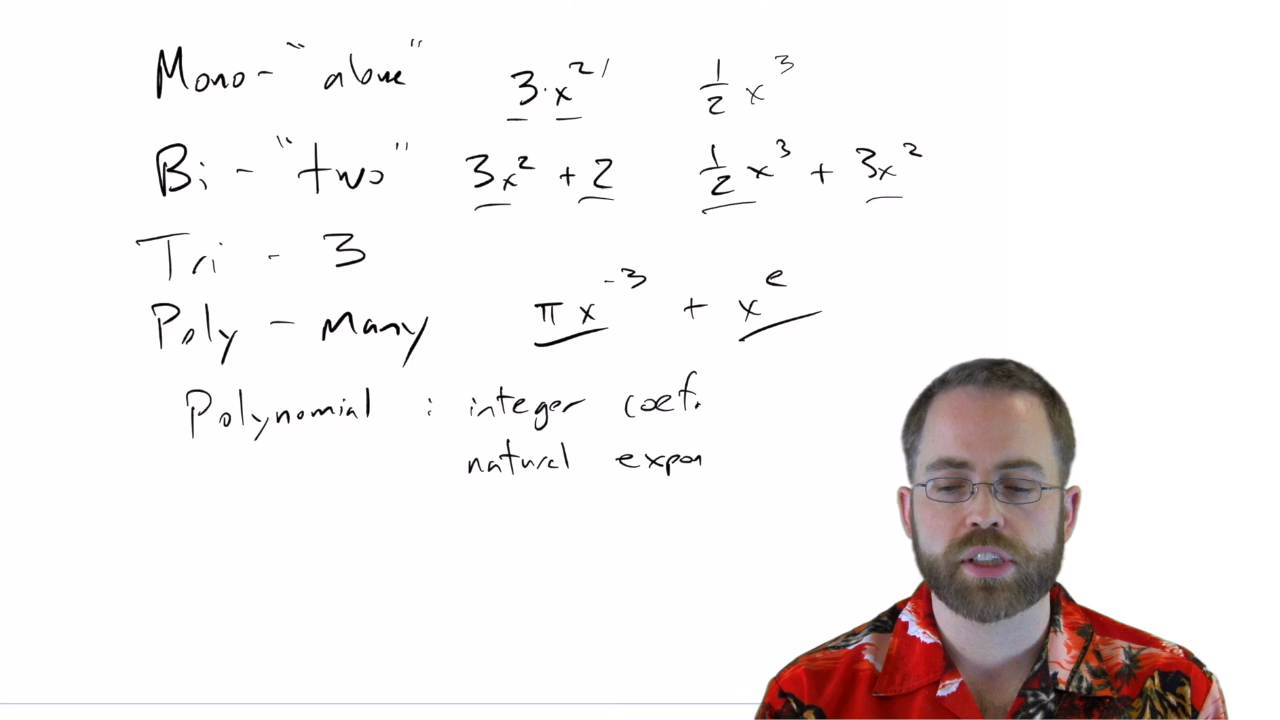 Mono - "alone" 3·x² ½ x³
Bi - "two" 3x² + 2 ½ x³ + 3x²
Tri - 3
Poly - Many πx⁻³ + xᵉ
Polynomial : integer coef.
natural expon